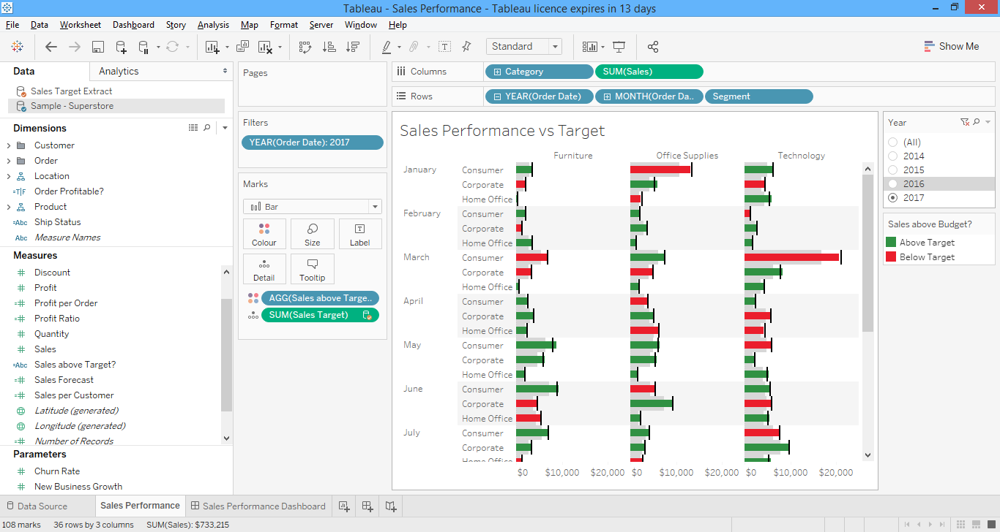 Tableau - Sales Performance - Tableau licence expires in 13 days
File Data Worksheet Dashboard Story Analysis Map Format Server Window Help
Standard
Show Me
Data Analytics
Sales Target Extract
Sample - Superstore
Dimensions
Customer
Order
Location
=T|F Order Profitable?
Product
=Abc Ship Status
Abc Measure Names
Measures
# Discount
# Profit
=# Profit per Order
=# Profit Ratio
# Quantity
# Sales
=Abc Sales above Target?
=# Sales Forecast
=# Sales per Customer
Latitude (generated)
Longitude (generated)
=# Number of Records
Parameters
# Churn Rate
# New Business Growth
Pages
Filters
YEAR(Order Date): 2017
Marks
Bar
Colour Size Label
Detail Tooltip
AGG(Sales above Targe..
SUM(Sales Target)
Columns Category SUM(Sales)
Rows YEAR(Order Date) MONTH(Order Da.. Segment
Sales Performance vs Target
Furniture Office Supplies Technology
January Consumer
Corporate
Home Office
February Consumer
Corporate
Home Office
March Consumer
Corporate
Home Office
April Consumer
Corporate
Home Office
May Consumer
Corporate
Home Office
June Consumer
Corporate
Home Office
July Consumer
Corporate
Home Office
$0 $10,000 $20,000 $0 $10,000 $20,000 $0 $10,000 $20,000
Year
(All)
2014
2015
2016
2017
Sales above Budget?
Above Target
Below Target
Data Source Sales Performance Sales Performance Dashboard
108 marks 36 rows by 3 columns SUM(Sales): $733,215